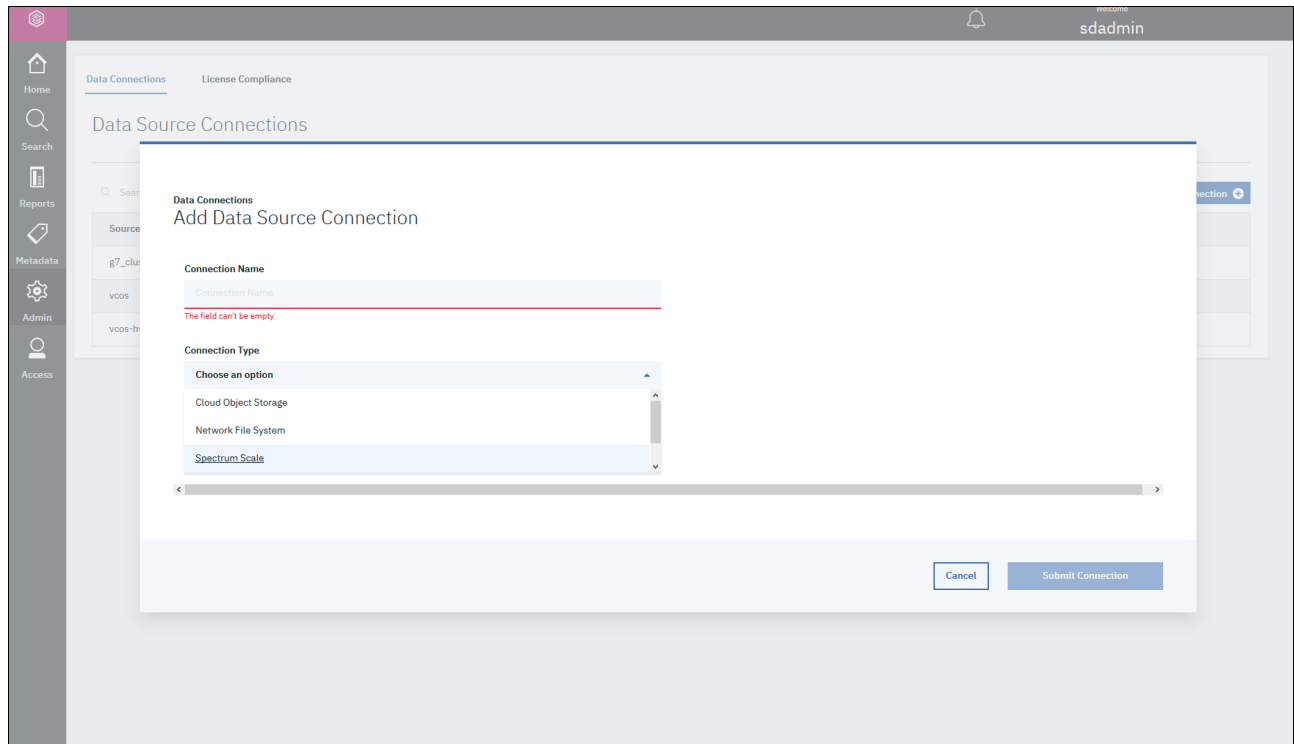 Welcome
sdadmin
Home
Search
Reports
Metadata
Admin
Access
Data Connections
License Compliance
Data Source Connections
Sear
nection
Source
g7_clus
vcos
vcos-h
Data Connections
Add Data Source Connection
Connection Name
Connection Name
The field can't be empty
Connection Type
Choose an option
Cloud Object Storage
Network File System
Spectrum Scale
Cancel
Submit Connection